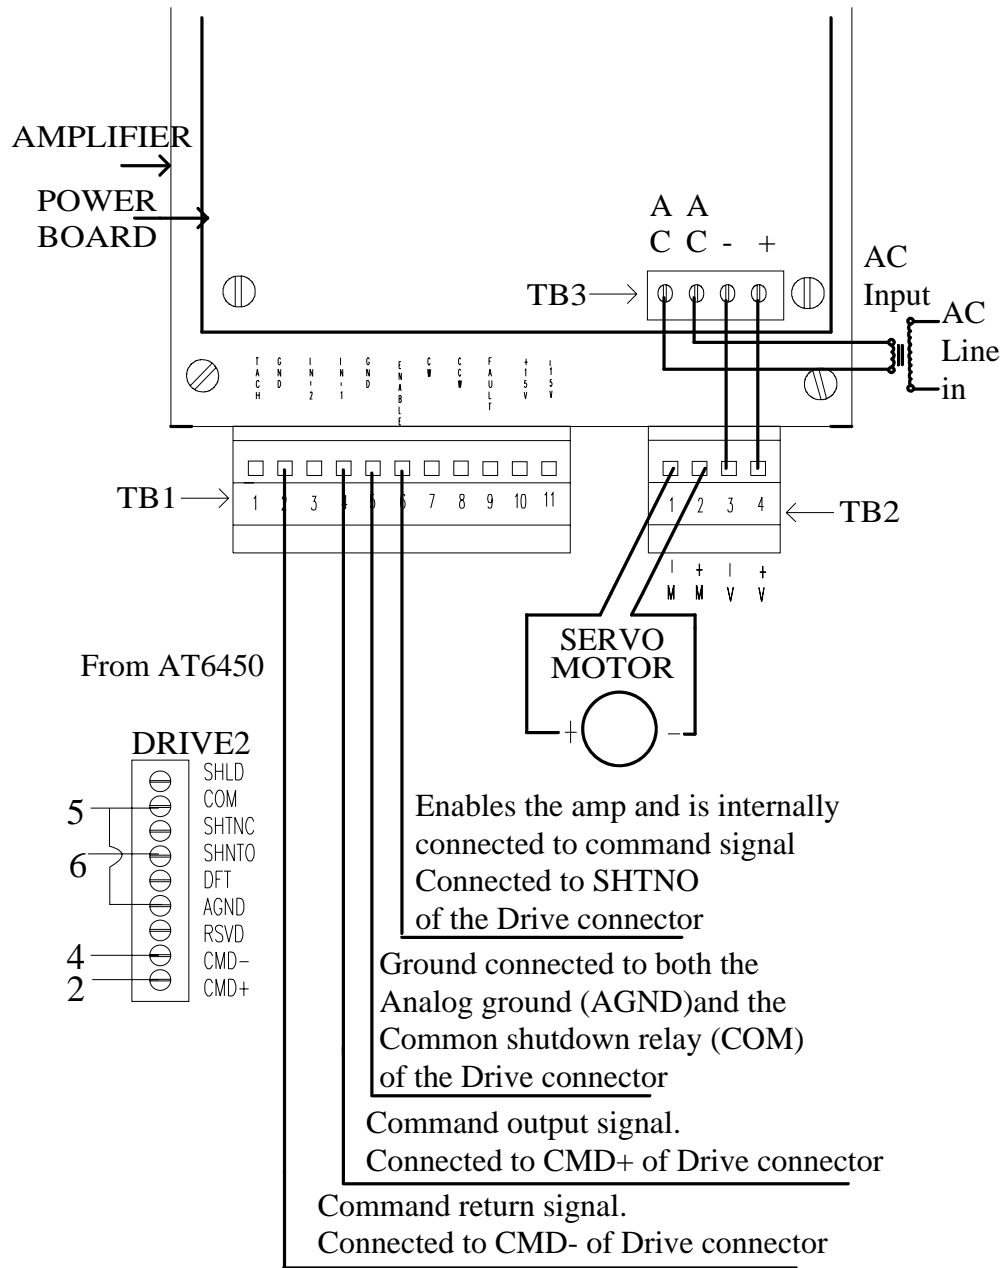 AMPLIFIER
POWER
BOARD
A A
C C - +
TB3
AC
Input
AC
Line
in
TACH GND IN-2 IN-1 GND ENABLE CW CCW FAULT +15V
TB1
1 2 3 4 5 6 7 8 9 10 11
1 2 3 4
TB2
-M +M -V +V
SERVO
MOTOR
+ -
From AT6450
DRIVE2
SHLD
COM
SHTNC
SHNTO
DFT
AGND
RSVD
CMD-
CMD+
5
6
4
2
Enables the amp and is internally
connected to command signal
Connected to SHTNO
of the Drive connector
Ground connected to both the
Analog ground (AGND)and the
Common shutdown relay (COM)
of the Drive connector
Command output signal.
Connected to CMD+ of Drive connector
Command return signal.
Connected to CMD- of Drive connector